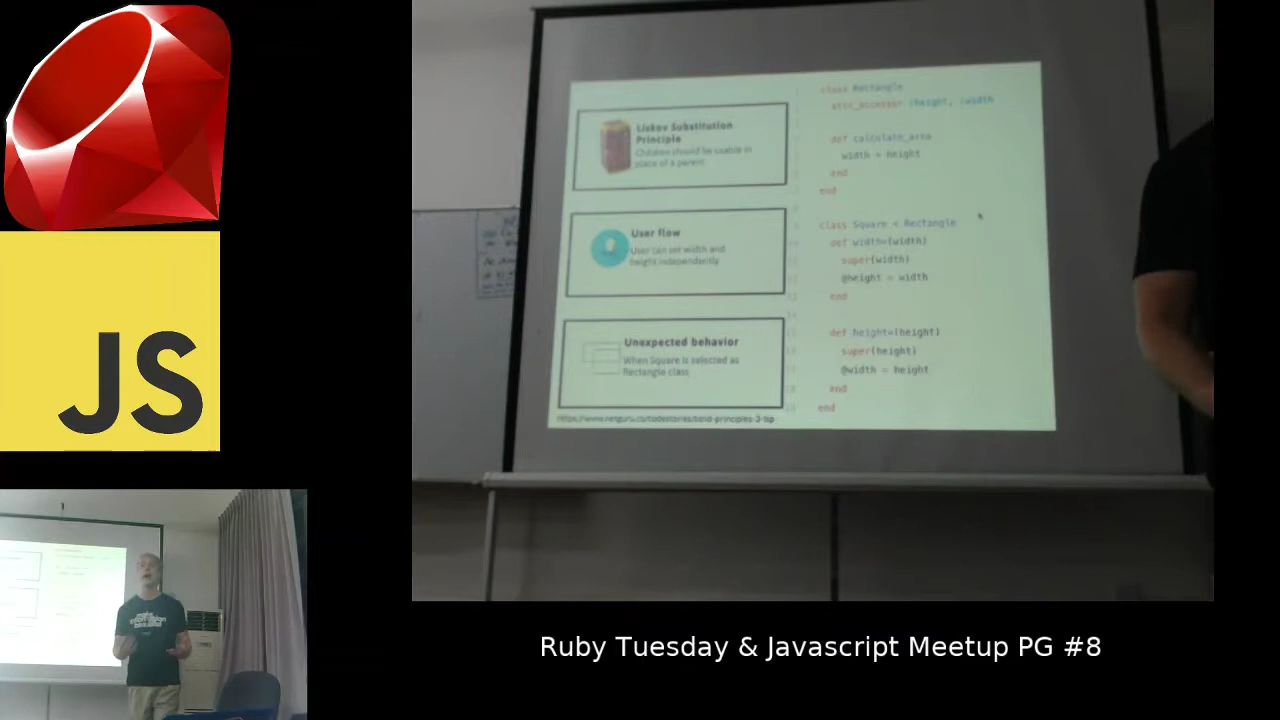 JS
Liskov Substitution
Principle
Children should be usable in
place of a parent
User flow
User can set width and
height independantly
Unexpected behavior
When Square is selected as
Rectangle class
class Rectangle
attr_accessor :height, :width
def calculate_area
width * height
end
end
class Square < Rectangle
def width=(width)
super(width)
@height = width
end
def height=(height)
super(height)
@width = height
end
end
Ruby Tuesday & Javascript Meetup PG #8